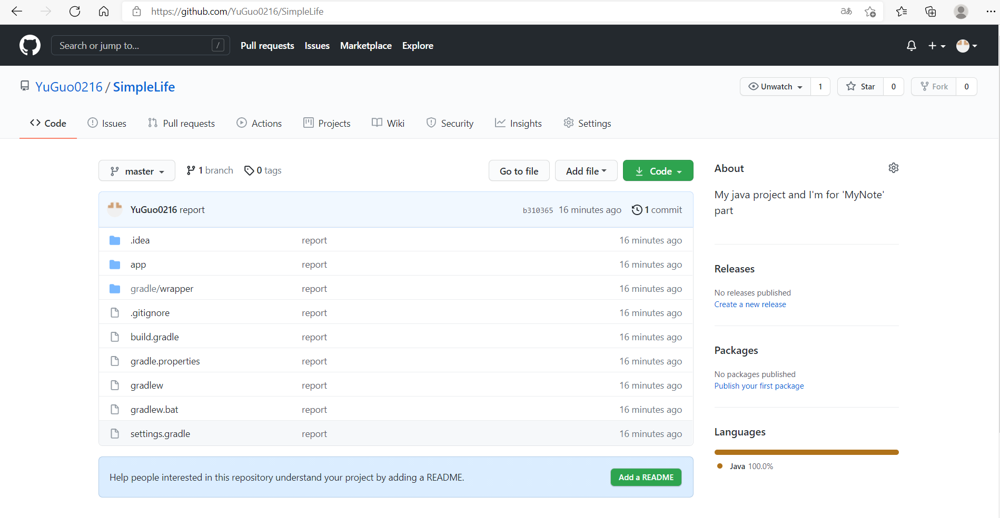 https://github.com/YuGuo0216/SimpleLife
Search or jump to... /
Pull requests Issues Marketplace Explore
YuGuo0216 / SimpleLife
Unwatch 1 Star 0 Fork 0
Code Issues Pull requests Actions Projects Wiki Security Insights Settings
master 1 branch 0 tags Go to file Add file Code
YuGuo0216 report b310365 16 minutes ago 1 commit
.idea report 16 minutes ago
app report 16 minutes ago
gradle/wrapper report 16 minutes ago
.gitignore report 16 minutes ago
build.gradle report 16 minutes ago
gradle.properties report 16 minutes ago
gradlew report 16 minutes ago
gradlew.bat report 16 minutes ago
settings.gradle report 16 minutes ago
Help people interested in this repository understand your project by adding a README. Add a README
About
My java project and I'm for 'MyNote'
part
Releases
No releases published
Create a new release
Packages
No packages published
Publish your first package
Languages
Java 100.0%